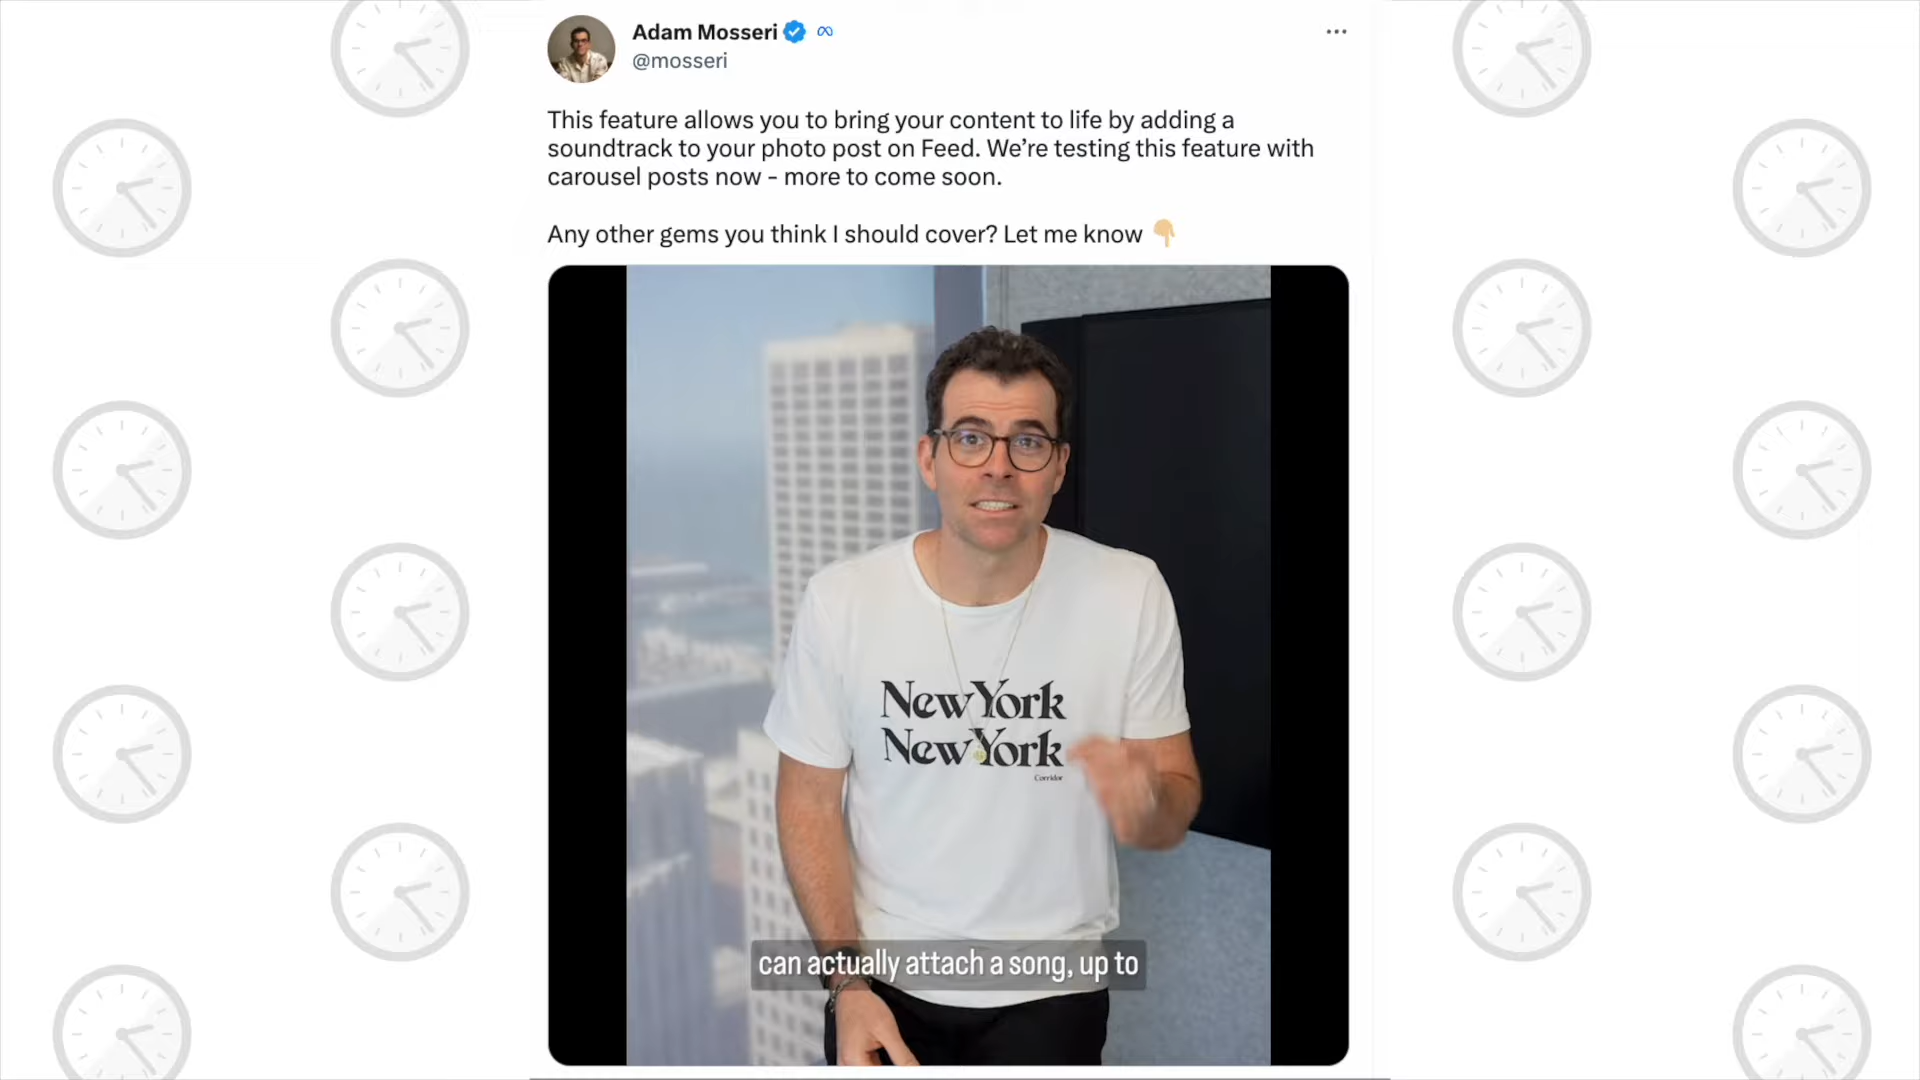 Adam Mosseri
@mosseri
This feature allows you to bring your content to life by adding a
soundtrack to your photo post on Feed. We’re testing this feature with
carousel posts now - more to come soon.
Any other gems you think I should cover? Let me know
New York
New York
Corridor
can actually attach a song, up to